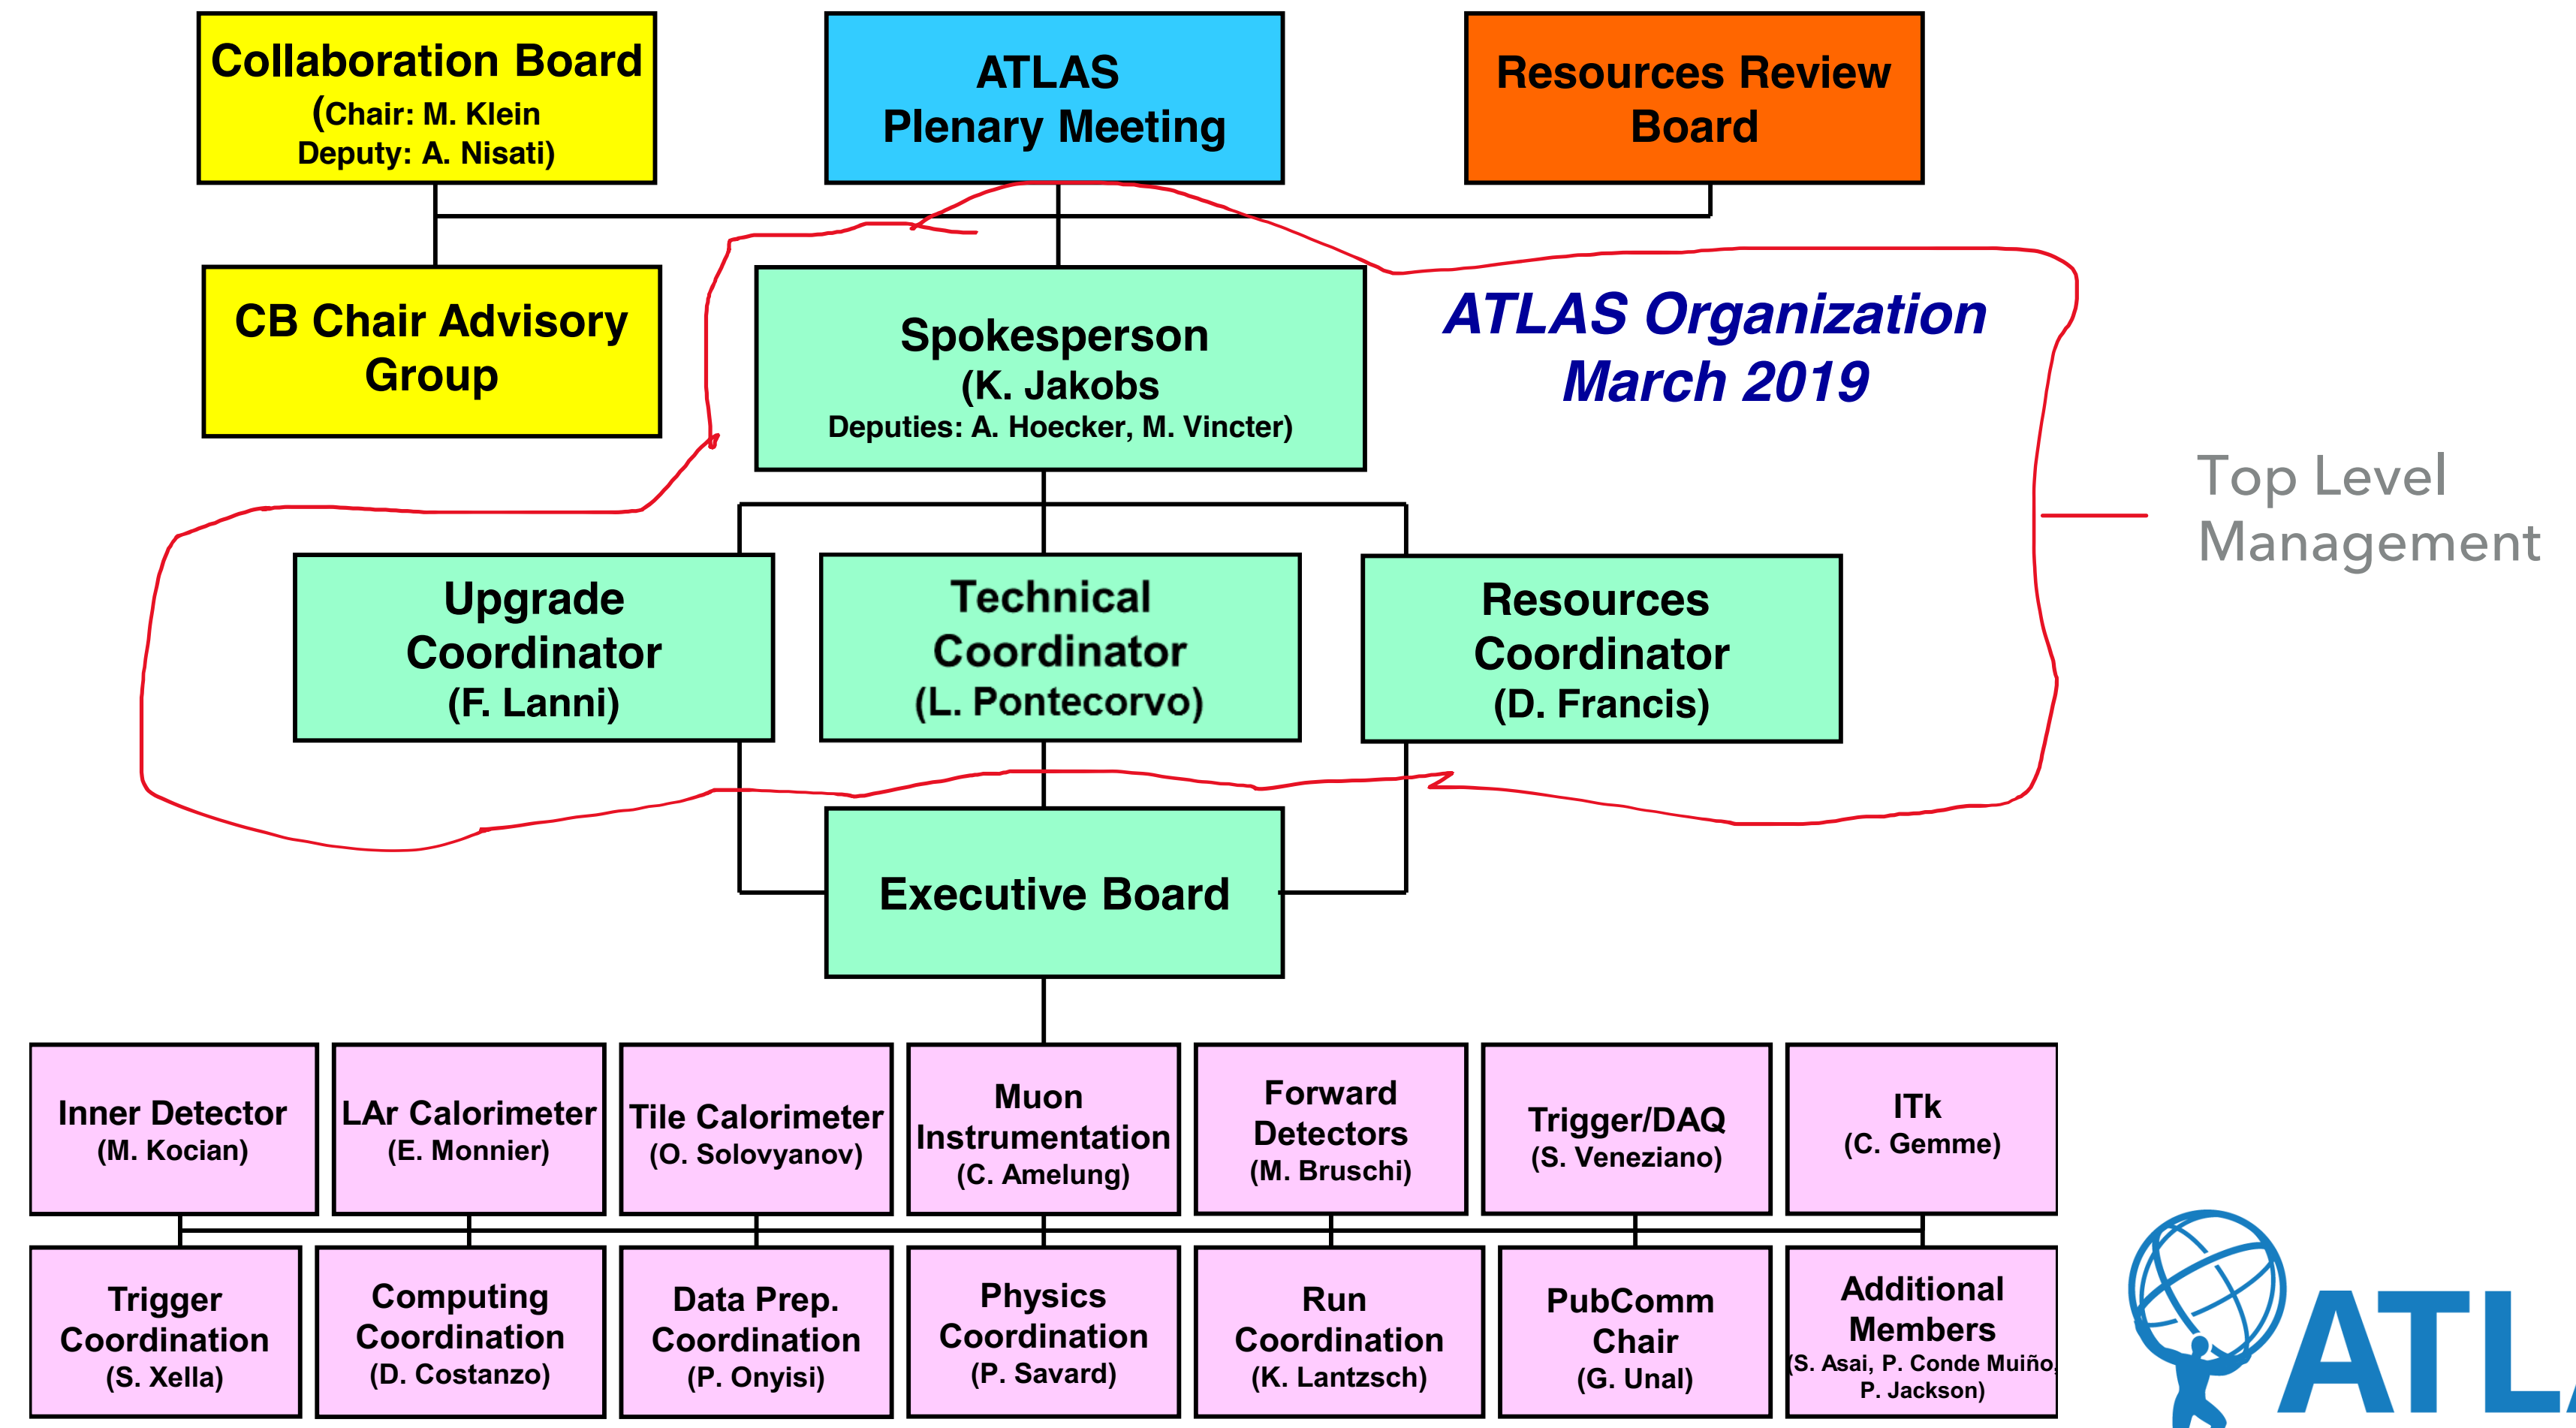 Collaboration Board
(Chair: M. Klein
Deputy: A. Nisati)
ATLAS
Plenary Meeting
Resources Review
Board
CB Chair Advisory
Group
Spokesperson
(K. Jakobs
Deputies: A. Hoecker, M. Vincter)
ATLAS Organization
March 2019
Top Level
Management
Upgrade
Coordinator
(F. Lanni)
Technical
Coordinator
(L. Pontecorvo)
Resources
Coordinator
(D. Francis)
Executive Board
Inner Detector
(M. Kocian)
LAr Calorimeter
(E. Monnier)
Tile Calorimeter
(O. Solovyanov)
Muon
Instrumentation
(C. Amelung)
Forward
Detectors
(M. Bruschi)
Trigger/DAQ
(S. Veneziano)
ITk
(C. Gemme)
Trigger
Coordination
(S. Xella)
Computing
Coordination
(D. Costanzo)
Data Prep.
Coordination
(P. Onyisi)
Physics
Coordination
(P. Savard)
Run
Coordination
(K. Lantzsch)
PubComm
Chair
(G. Unal)
Additional
Members
(S. Asai, P. Conde Muiño,
P. Jackson)
ATLA